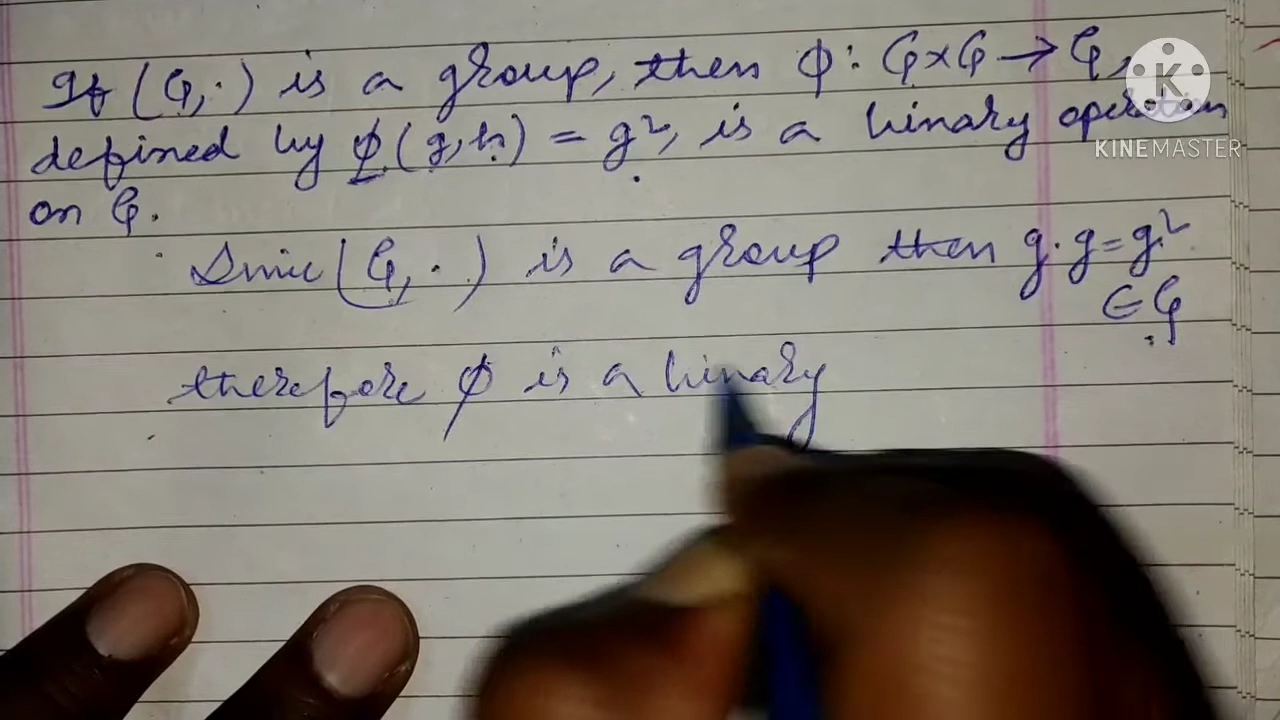 If (G, ·) is a group, then ϕ: G×G → G,
defined by ϕ(g, h) = g², is a binary operation
on G.
Since (G, ·) is a group then g·g = g²
∈ G
therefore ϕ is a binary
K
KINEMASTER